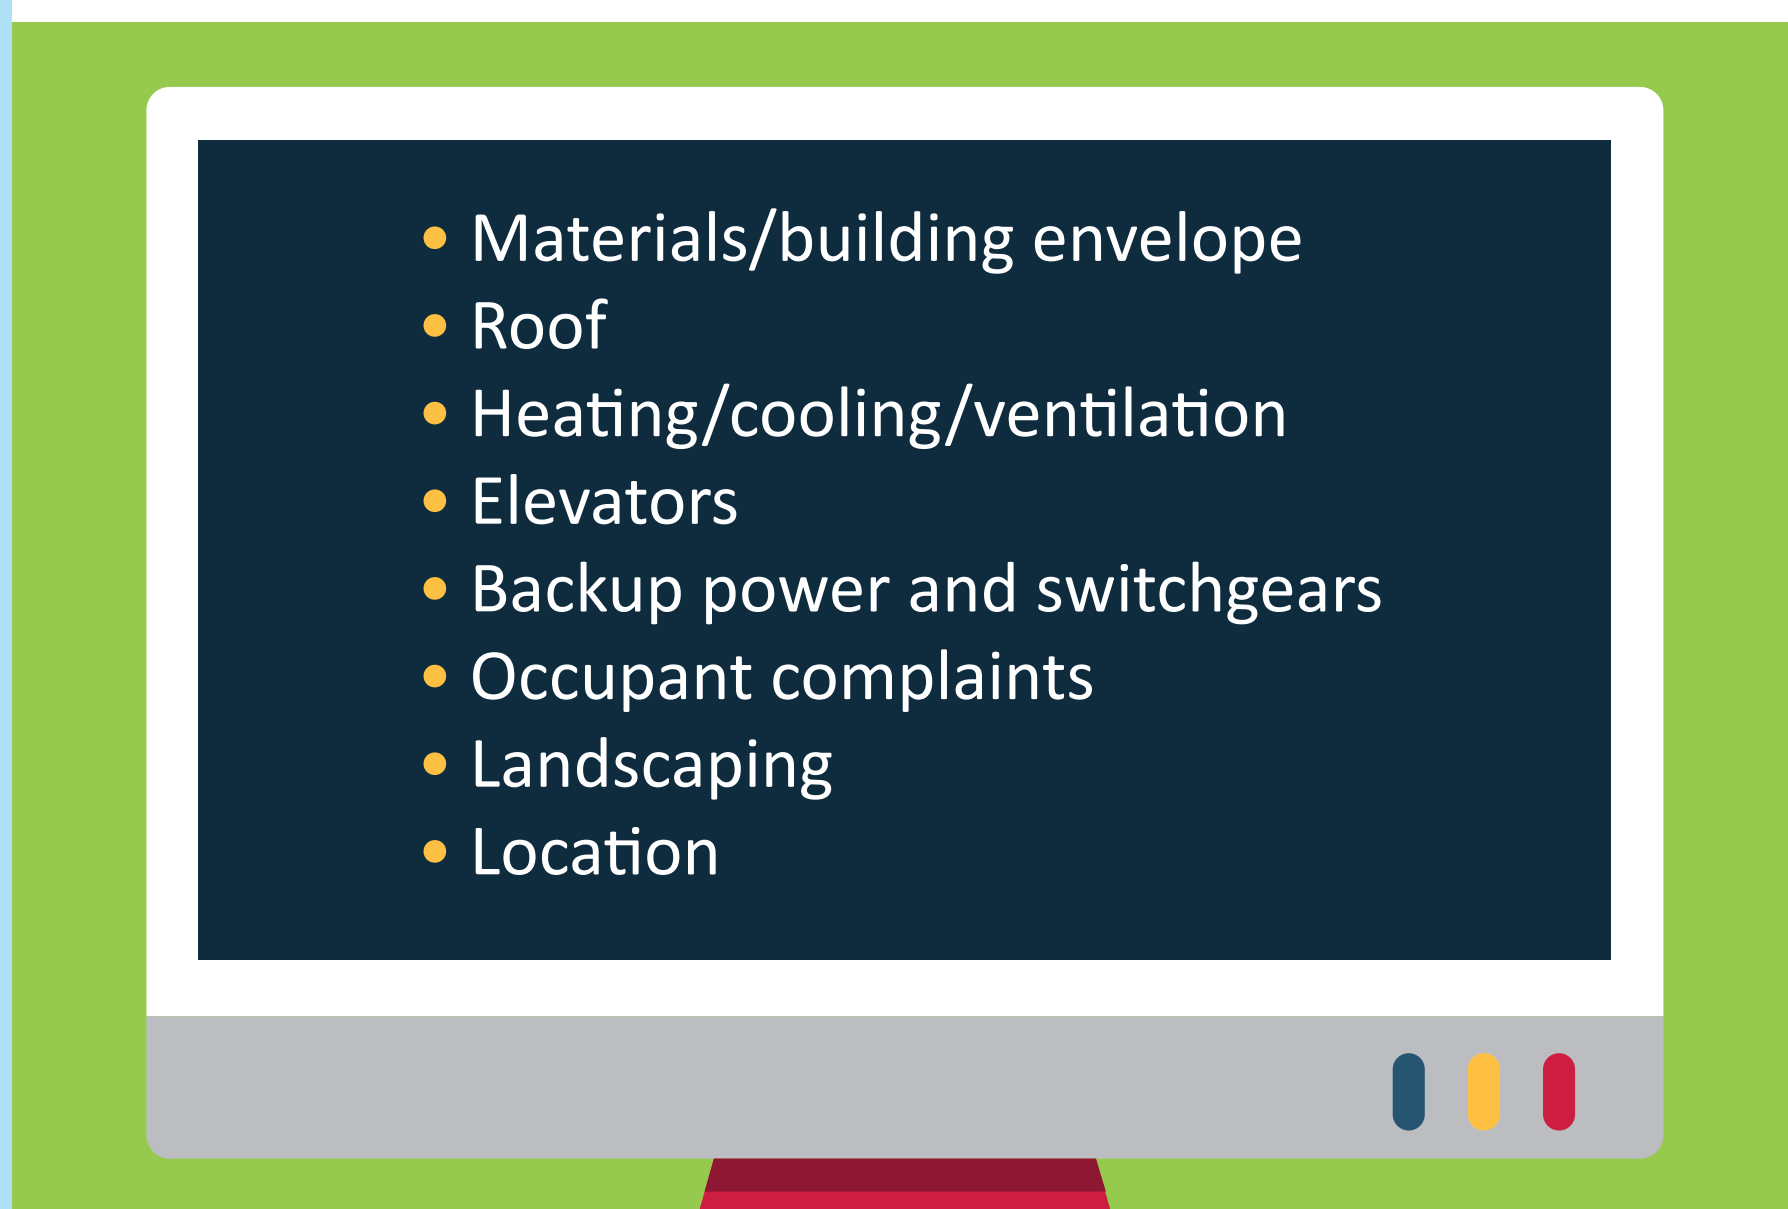 • Materials/building envelope
• Roof
• Heating/cooling/ventilation
• Elevators
• Backup power and switchgears
• Occupant complaints
• Landscaping
• Location